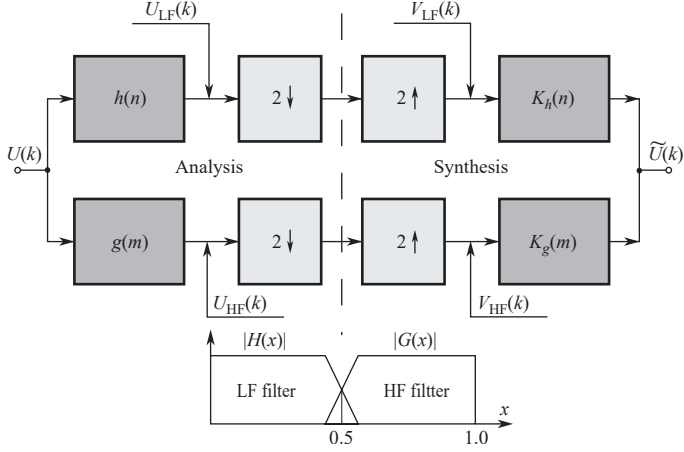 U_LF(k)
V_LF(k)
h(n)
2↓
2↑
K_h(n)
U(k)
Analysis
Synthesis
Ũ(k)
g(m)
2↓
2↑
K_g(m)
U_HF(k)
V_HF(k)
|H(x)|
|G(x)|
LF filter
HF filtter
x
0.5
1.0